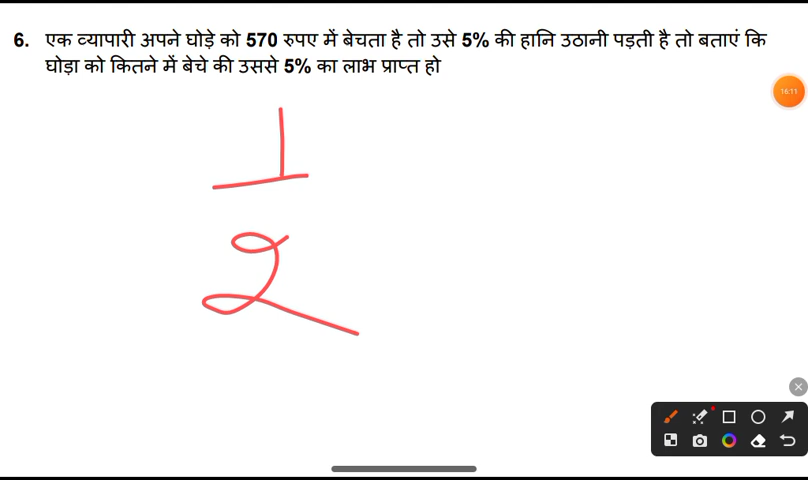 6. एक व्यापारी अपने घोड़े को 570 रुपए में बेचता है तो उसे 5% की हानि उठानी पड़ती है तो बताएं कि
घोड़ा को कितने में बेचे की उससे 5% का लाभ प्राप्त हो
16:11
1
2